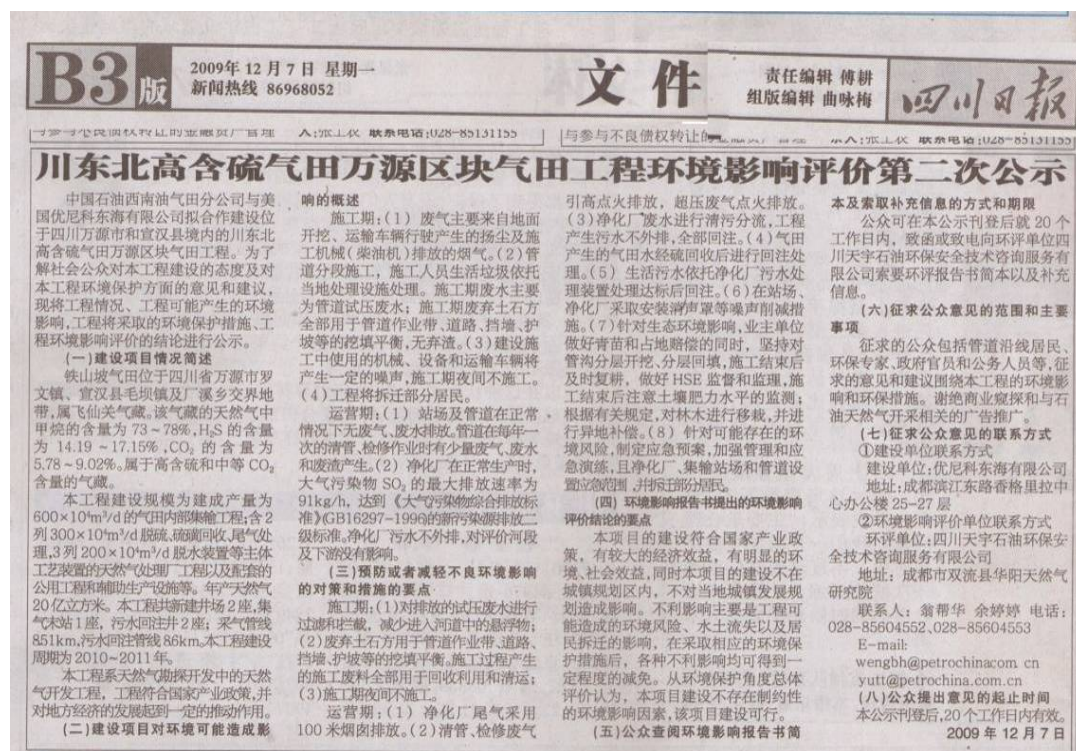 B3版
2009年12月7日 星期一
新闻热线 86968052
文件
责任编辑 傅耕
组版编辑 曲咏梅
四川日报
与参与不良债权转让的金融资产管理
人:张工农 联系电话:028-85131155
与参与不良债权转让的
联系电话:028-85131155
川东北高含硫气田万源区块气田工程环境影响评价第二次公示
中国石油西南油气田分公司与美
国优尼科东海有限公司拟合作建设位
于四川万源市和宣汉县境内的川东北
高含硫气田万源区块气田工程。为了
解社会公众对本工程建设的态度及对
本工程环境保护方面的意见和建议,
现将工程情况、工程可能产生的环境
影响,工程将采取的环境保护措施、工
程环境影响评价的结论进行公示。
(一)建设项目情况简述
铁山坡气田位于四川省万源市罗
文镇、宣汉县毛坝镇及厂溪乡交界地
带,属飞仙关气藏。该气藏的天然气中
甲烷的含量为73~78%,H₂S的含量
为14.19~17.15%,CO₂的含量为
5.78~9.02%。属于高含硫和中等CO₂
含量的气藏。
本工程建设规模为建成产量为
600×10⁴m³/d的气田内部集输工程;含2
列300×10⁴m³/d脱硫、硫磺回收、尾气处
理,3列200×10⁴m³/d脱水装置等主体
工艺装置的天然气处理厂工程以及配套的
公用工程和辅助生产设施等。年产天然气
20亿立方米。本工程共新建井场2座,集
气末站1座,污水回注井2座;采气管线
8.51km,污水回注管线8.6km。本工程建设
周期为2010~2011年。
本工程系天然气勘探开发中的天然
气开发工程,工程符合国家产业政策,并
对地方经济的发展起到一定的推动作用。
(二)建设项目对环境可能造成影
响的概述
施工期:(1)废气主要来自地面
开挖、运输车辆行驶产生的扬尘及施
工机械(柴油机)排放的烟气。(2)管
道分段施工,施工人员生活垃圾依托
当地处理设施处理。施工期废水主要
为管道试压废水;施工期废弃土石方
全部用于管道作业带、道路、挡墙、护
坡等的挖填平衡,无弃渣。(3)建设施
工中使用的机械、设备和运输车辆将
产生一定的噪声,施工期夜间不施工。
(4)工程将拆迁部分居民。
运营期:(1)站场及管道在正常
情况下无废气、废水排放。管道在每年一
次的清管、检修作业时有少量废气、废水
和废渣产生。(2)净化厂在正常生产时,
大气污染物SO₂的最大排放速率为
91kg/h,达到《大气污染物综合排放标
准》(GB16297-1996的新污染源排放二
级标准。净化厂污水不外排,对评价河段
及下游没有影响。
(三)预防或者减轻不良环境影响
的对策和措施的要点
施工期:(1)对排放的试压废水进行
过滤和拦截,减少进入河道中的悬浮物;
(2)废弃土石方用于管道作业带、道路、
挡墙、护坡等的挖填平衡。施工过程产生
的施工废料全部用于回收利用和清运;
(3)施工期夜间不施工。
运营期:(1)净化厂尾气采用
100米烟囱排放。(2)清管、检修废气
引高点火排放,超压废气点火排放。
(3)净化厂废水进行清污分流,工程
产生污水不外排,全部回注。(4)气田
产生的气田水经硫回收后进行回注处
理。(5)生活污水依托净化厂污水处
理装置处理达标后回注。(6)在站场、
净化厂采取安装消声罩等噪声削减措
施。(7)针对生态环境影响,业主单位
做好青苗和占地赔偿的同时,坚持对
管沟分层开挖、分层回填,施工结束后
及时复耕,做好HSE监督和监理,施
工结束后注意土壤肥力水平的监测;
根据有关规定,对林木进行移栽,并进
行异地补偿。(8)针对可能存在的环
境风险,制定应急预案,加强管理和应
急演练,且净化厂、集输站场和管道设
置应急范围,并拆迁部分居民。
(四)环境影响报告书提出的环境影响
评价结论的要点
本项目的建设符合国家产业政
策,有较大的经济效益,有明显的环
境、社会效益,同时本项目的建设不在
城镇规划区内,不对当地城镇发展规
划造成影响。不利影响主要是工程可
能造成的环境风险、水土流失以及居
民拆迁的影响,在采取相应的环境保
护措施后,各种不利影响均可得到一
定程度的减免。从环境保护角度总体
评价认为,本项目建设不存在制约性
的环境影响因素,该项目建设可行。
(五)公众查阅环境影响报告书简
本及索取补充信息的方式和期限
公众可在本公示刊登后就20个
工作日内,致函或致电向环评单位四
川天宇石油环保安全技术咨询服务有
限公司索要环评报告书简本以及补充
信息。
(六)征求公众意见的范围和主要
事项
征求的公众包括管道沿线居民、
环保专家、政府官员和公务人员等,征
求的意见和建议围绕本工程的环境影
响和环保措施。谢绝商业窥探和与石
油天然气开采相关的广告推广。
(七)征求公众意见的联系方式
①建设单位联系方式
建设单位:优尼科东海有限公司
地址:成都滨江东路香格里拉中
心办公楼25-27层
②环境影响评价单位联系方式
环评单位:四川天宇石油环保安
全技术咨询服务有限公司
地址:成都市双流县华阳天然气
研究院
联系人:翁帮华 余婷婷 电话:
028-85604552、028-85604553
E-mail:
wengbh@petrochinacom cn
yutt@petrochina.com.cn
(八)公众提出意见的起止时间
本公示刊登后,20个工作日内有效。
2009年12月7日